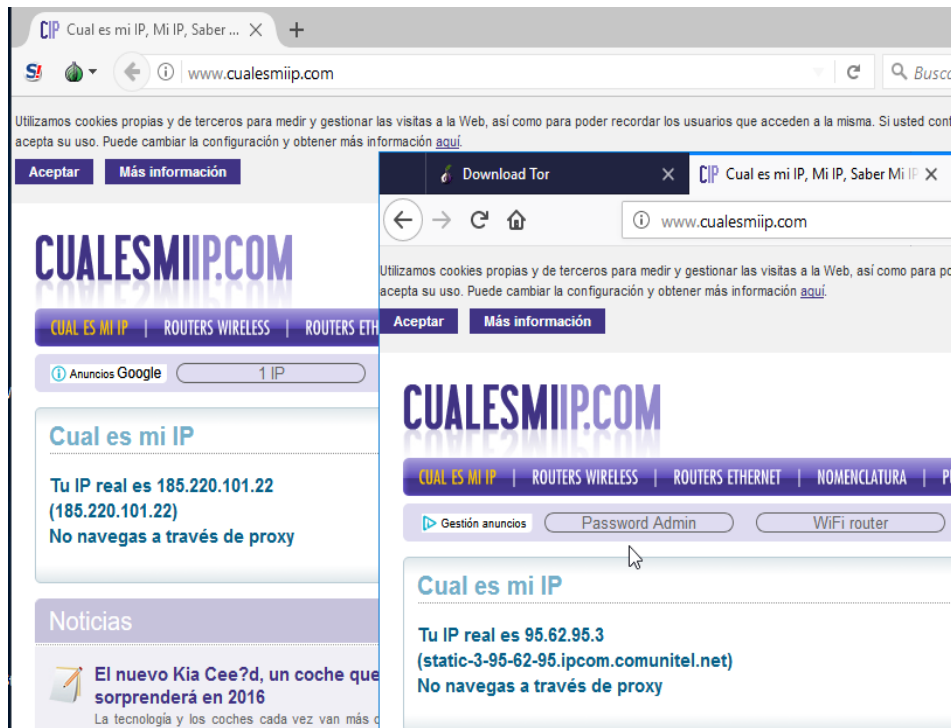 Cual es mi IP, Mi IP, Saber ...
www.cualesmiip.com
Utilizamos cookies propias y de terceros para medir y gestionar las visitas a la Web, así como para poder recordar los usuarios que acceden a la misma. Si usted
acepta su uso. Puede cambiar la configuración y obtener más información aquí.
Aceptar Más información
CUALESMIIP.COM
CUAL ES MI IP | ROUTERS WIRELESS | ROUTERS
Anuncios Google 1 IP
Cual es mi IP
Tu IP real es 185.220.101.22
(185.220.101.22)
No navegas a través de proxy
Noticias
El nuevo Kia Cee?d, un coche que
sorprenderá en 2016
La tecnología y los coches cada vez van más
Download Tor
Cual es mi IP, Mi IP, Saber Mi IP
www.cualesmiip.com
Utilizamos cookies propias y de terceros para medir y gestionar las visitas a la Web, así como para
acepta su uso. Puede cambiar la configuración y obtener más información aquí.
Aceptar Más información
CUALESMIIP.COM
CUAL ES MI IP | ROUTERS WIRELESS | ROUTERS ETHERNET | NOMENCLATURA |
Gestión anuncios Password Admin WiFi router
Cual es mi IP
Tu IP real es 95.62.95.3
(static-3-95-62-95.ipcom.comunitel.net)
No navegas a través de proxy